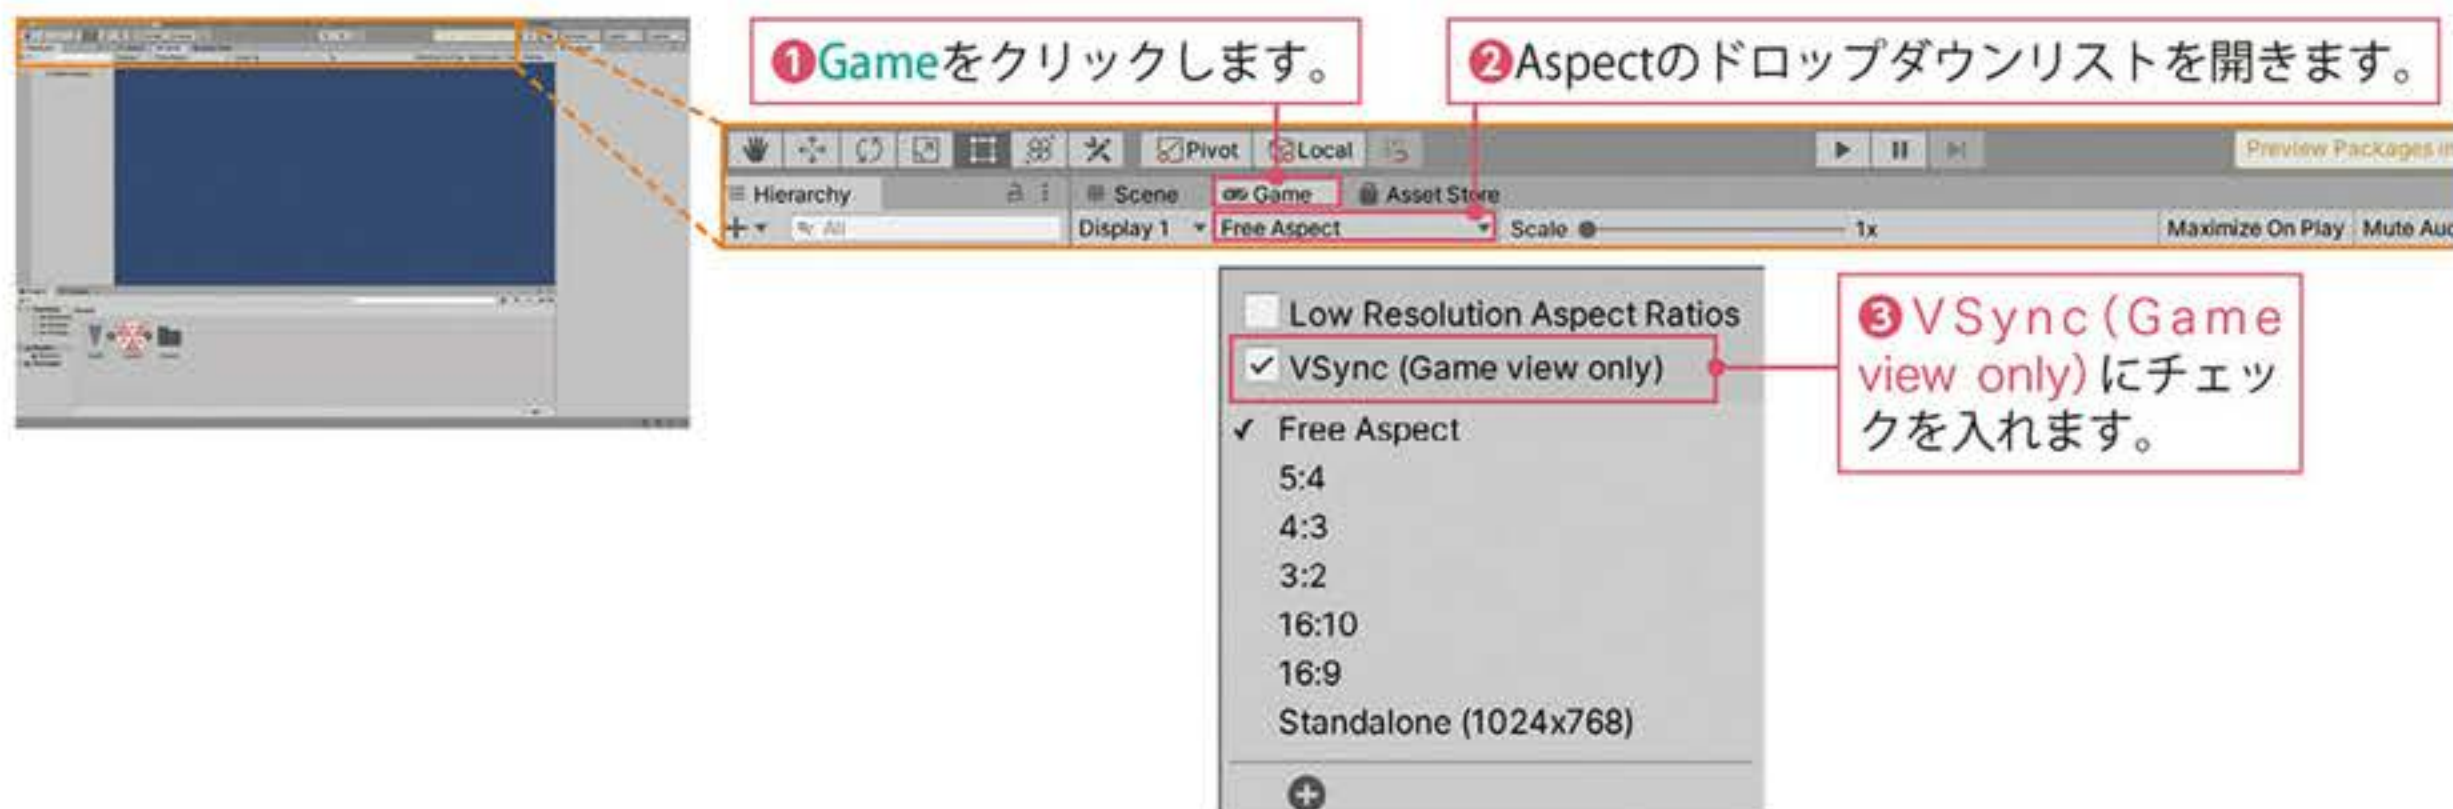 ❶Gameをクリックします。
❷Aspectのドロップダウンリストを開きます。
Pivot Local
Preview Packages in
Hierarchy
Scene Game Asset Store
All
Display 1 Free Aspect Scale 1x Maximize On Play Mute Aud
Low Resolution Aspect Ratios
VSync (Game view only)
Free Aspect
5:4
4:3
3:2
16:10
16:9
Standalone (1024x768)
❸VSync(Game
view only)にチェッ
クを入れます。